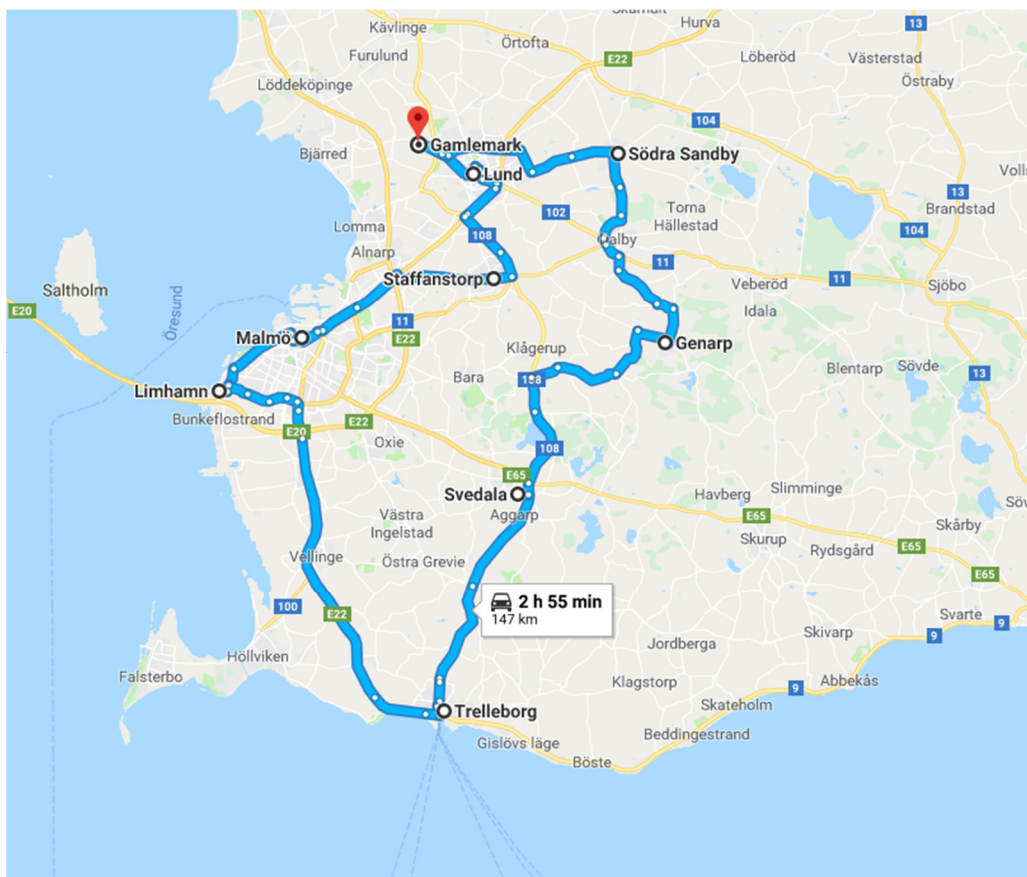 Skarhult
Kävlinge
Hurva
13
Örtofta
Furulund
E22
Löberöd
Västerstad
Östraby
Löddeköpinge
104
Gamlemark
Bjärred
Södra Sandby
Lund
13
Brandstad
102
Torna
Hällestad
Lomma
108
104
Dalby
Alnarp
11
11
Staffanstorp
Veberöd
Sjöbo
Saltholm
Idala
E20
Öresund
11
Malmö
E22
Genarp
Klågerup
Sövde
Blentarp
13
Bara
108
Limhamn
Bunkeflostrand
E22
E20
Oxie
108
E65
Svedala
Havberg
Slimminge
Aggarp
Västra
Ingelstad
E65
Skårby
Skurup
Rydsgård
E65
Vellinge
Östra Grevie
E65
2 h 55 min
147 km
100
E22
Svarte
9
9
Skivarp
Jordberga
Höllviken
Falsterbo
Klagstorp
Abbekås
9
Trelleborg
Skateholm
Beddingestrand
Gislövs läge
Böste